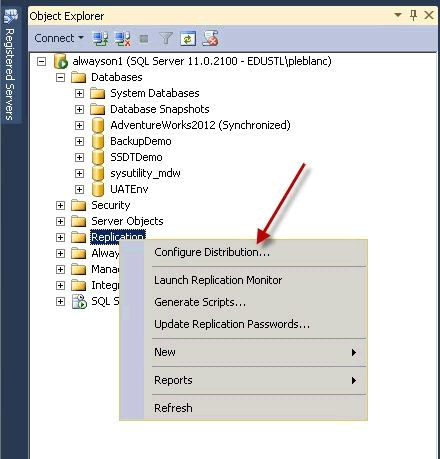 Registered Servers
Object Explorer
Connect
alwayson1 (SQL Server 11.0.2100 - EDUSTL\pleblanc)
Databases
System Databases
Database Snapshots
AdventureWorks2012 (Synchronized)
BackupDemo
SSDTDemo
sysutility_mdw
UATEnv
Security
Server Objects
Replication
Configure Distribution...
Alway
Mana
Launch Replication Monitor
Integ
SQL S
Generate Scripts...
Update Replication Passwords...
New
Reports
Refresh